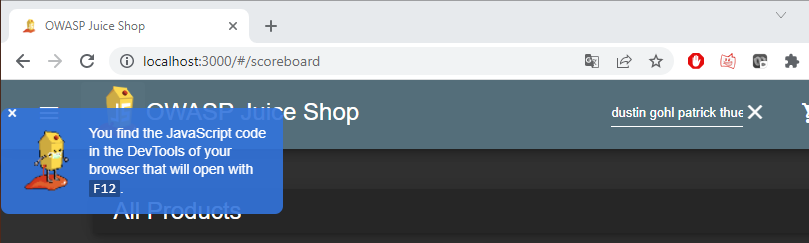 OWASP Juice Shop
localhost:3000/#/scoreboard
OWASP Juice Shop
dustin gohl patrick thue
You find the JavaScript code
in the DevTools of your
browser that will open with
F12.
All Products